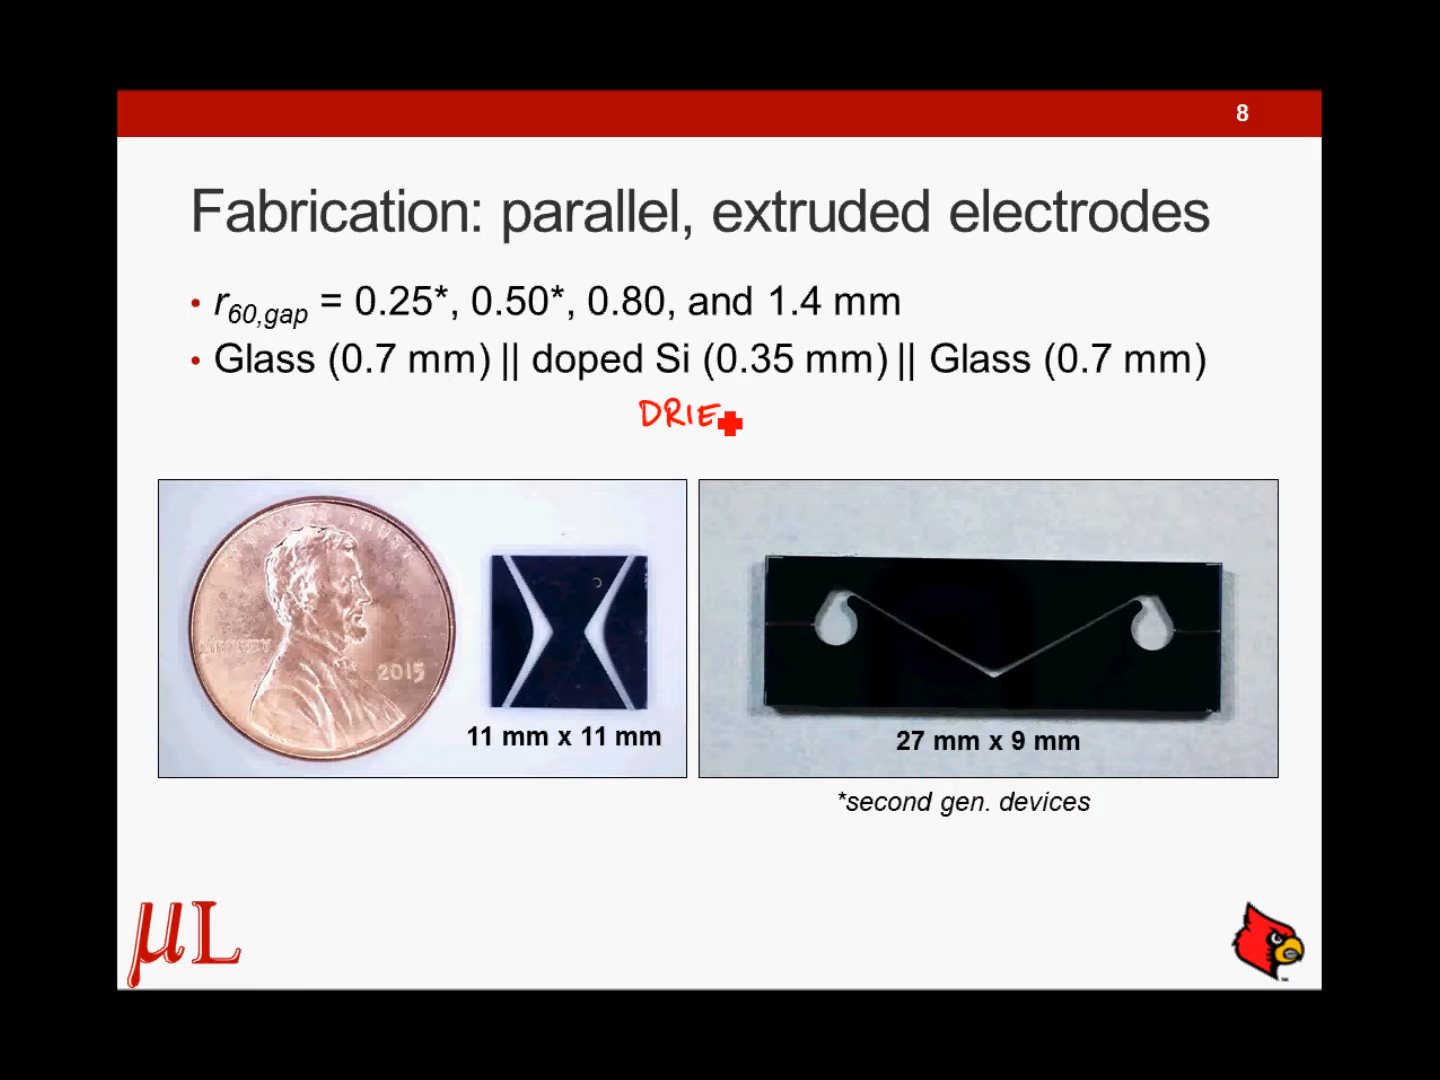 8
Fabrication: parallel, extruded electrodes
• r60,gap = 0.25*, 0.50*, 0.80, and 1.4 mm
• Glass (0.7 mm) || doped Si (0.35 mm) || Glass (0.7 mm)
DRIE
LIBERTY
2015
11 mm x 11 mm
27 mm x 9 mm
*second gen. devices
μL